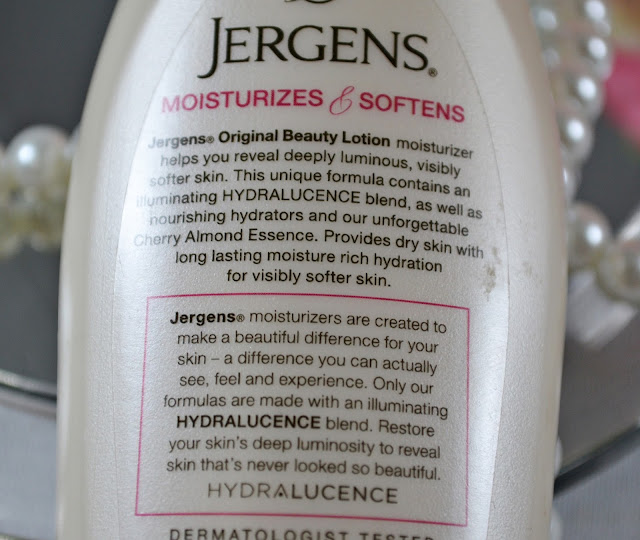 JERGENS®
MOISTURIZES & SOFTENS
Jergens® Original Beauty Lotion moisturizer
helps you reveal deeply luminous, visibly
softer skin. This unique formula contains an
illuminating HYDRALUCENCE blend, as well as
nourishing hydrators and our unforgettable
Cherry Almond Essence. Provides dry skin with
long lasting moisture rich hydration
for visibly softer skin.
Jergens® moisturizers are created to
make a beautiful difference for your
skin – a difference you can actually
see, feel and experience. Only our
formulas are made with an illuminating
HYDRALUCENCE blend. Restore
your skin's deep luminosity to reveal
skin that's never looked so beautiful.
HYDRALUCENCE
DERMATOLOGIST TESTED